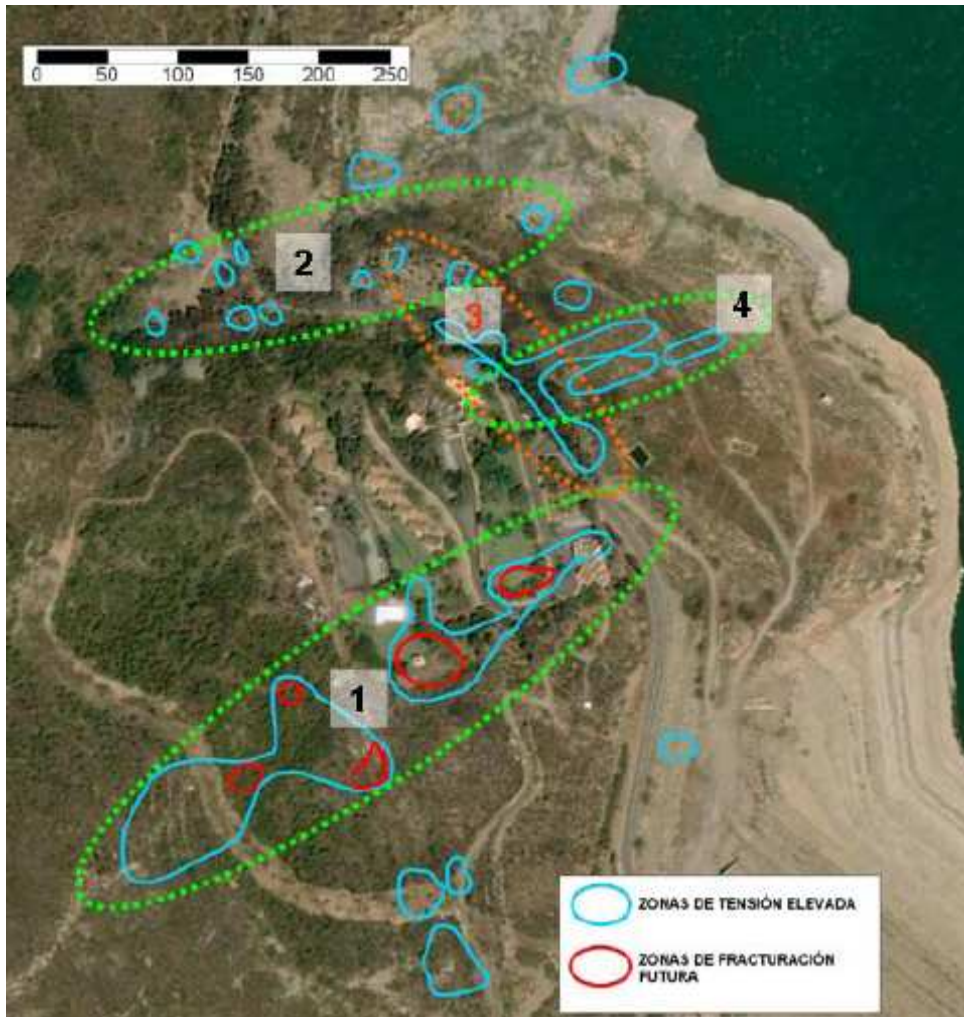 0 50 100 150 200 250
2
3
4
1
ZONAS DE TENSIÓN ELEVADA
ZONAS DE FRACTURACIÓN
FUTURA